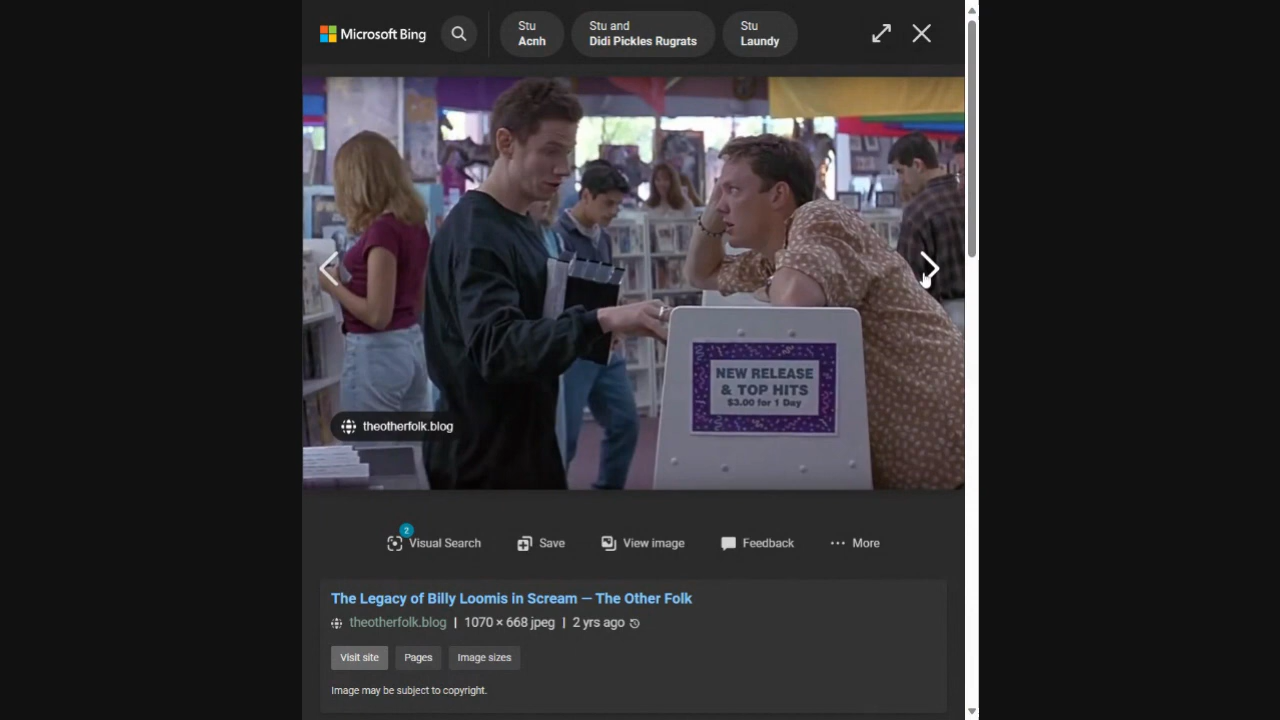 Microsoft Bing
Stu
Acnh
Stu and
Didi Pickles Rugrats
Stu
Laundy
NEW RELEASE
& TOP HITS
$3.00 for 1 Day
theotherfolk.blog
2
Visual Search
Save
View image
Feedback
More
The Legacy of Billy Loomis in Scream — The Other Folk
theotherfolk.blog | 1070 × 668 jpeg | 2 yrs ago
Visit site
Pages
Image sizes
Image may be subject to copyright.